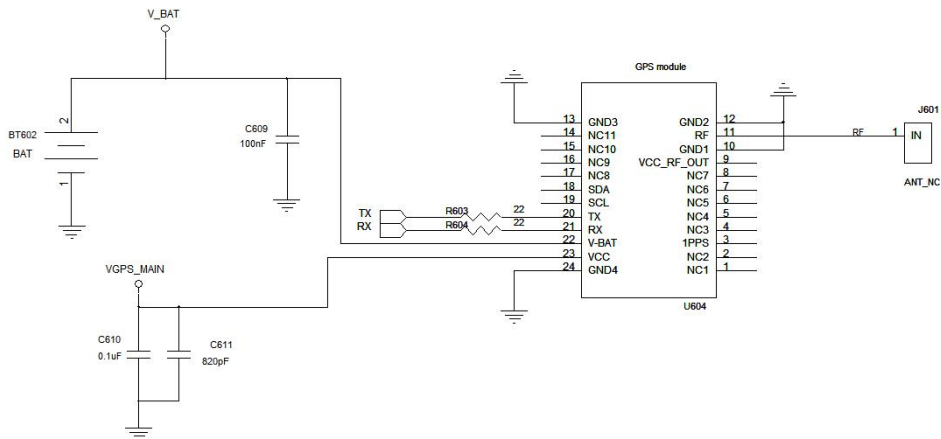 V_BAT
2
BT602
BAT
1
C609
100nF
GPS module
13 GND3
14 NC11
15 NC10
16 NC9
17 NC8
18 SDA
19 SCL
20 TX
21 RX
22 V-BAT
23 VCC
24 GND4
GND2 12
RF 11
GND1 10
VCC_RF_OUT 9
NC7 8
NC6 7
NC5 6
NC4 5
NC3 4
1PPS 3
NC2 2
NC1 1
U604
RF
J601
1 IN
ANT_NC
TX R603 22
RX R604 22
VGPS_MAIN
C610
0.1uF
C611
820pF